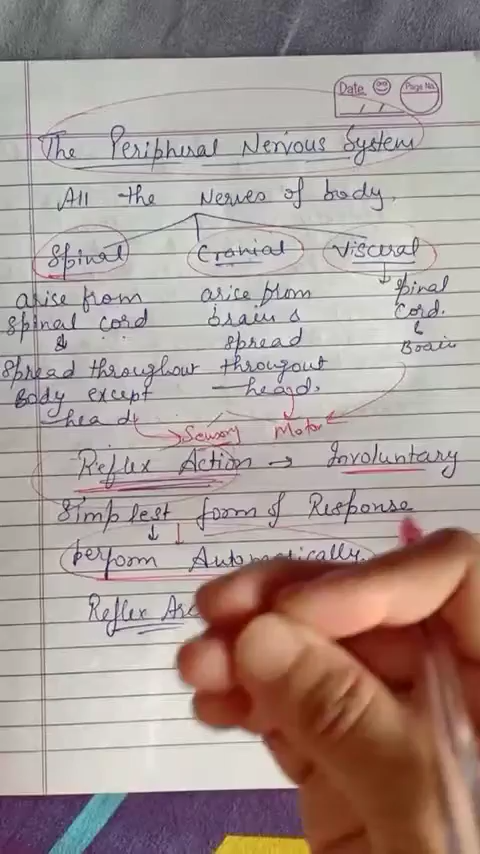 Date
Page No.
The Peripheral Nervous System
All the Nerves of body.
Spinal Cranial Visceral
arise from
spinal cord
&
Spread throughout
Body except
head
arise from
brain &
spread
througout
head.
Spinal
Cord.
&
Brain
Sensory Motor
Reflex Action → Involuntary
Simplest form of Response
perform Automatically
Reflex Arc